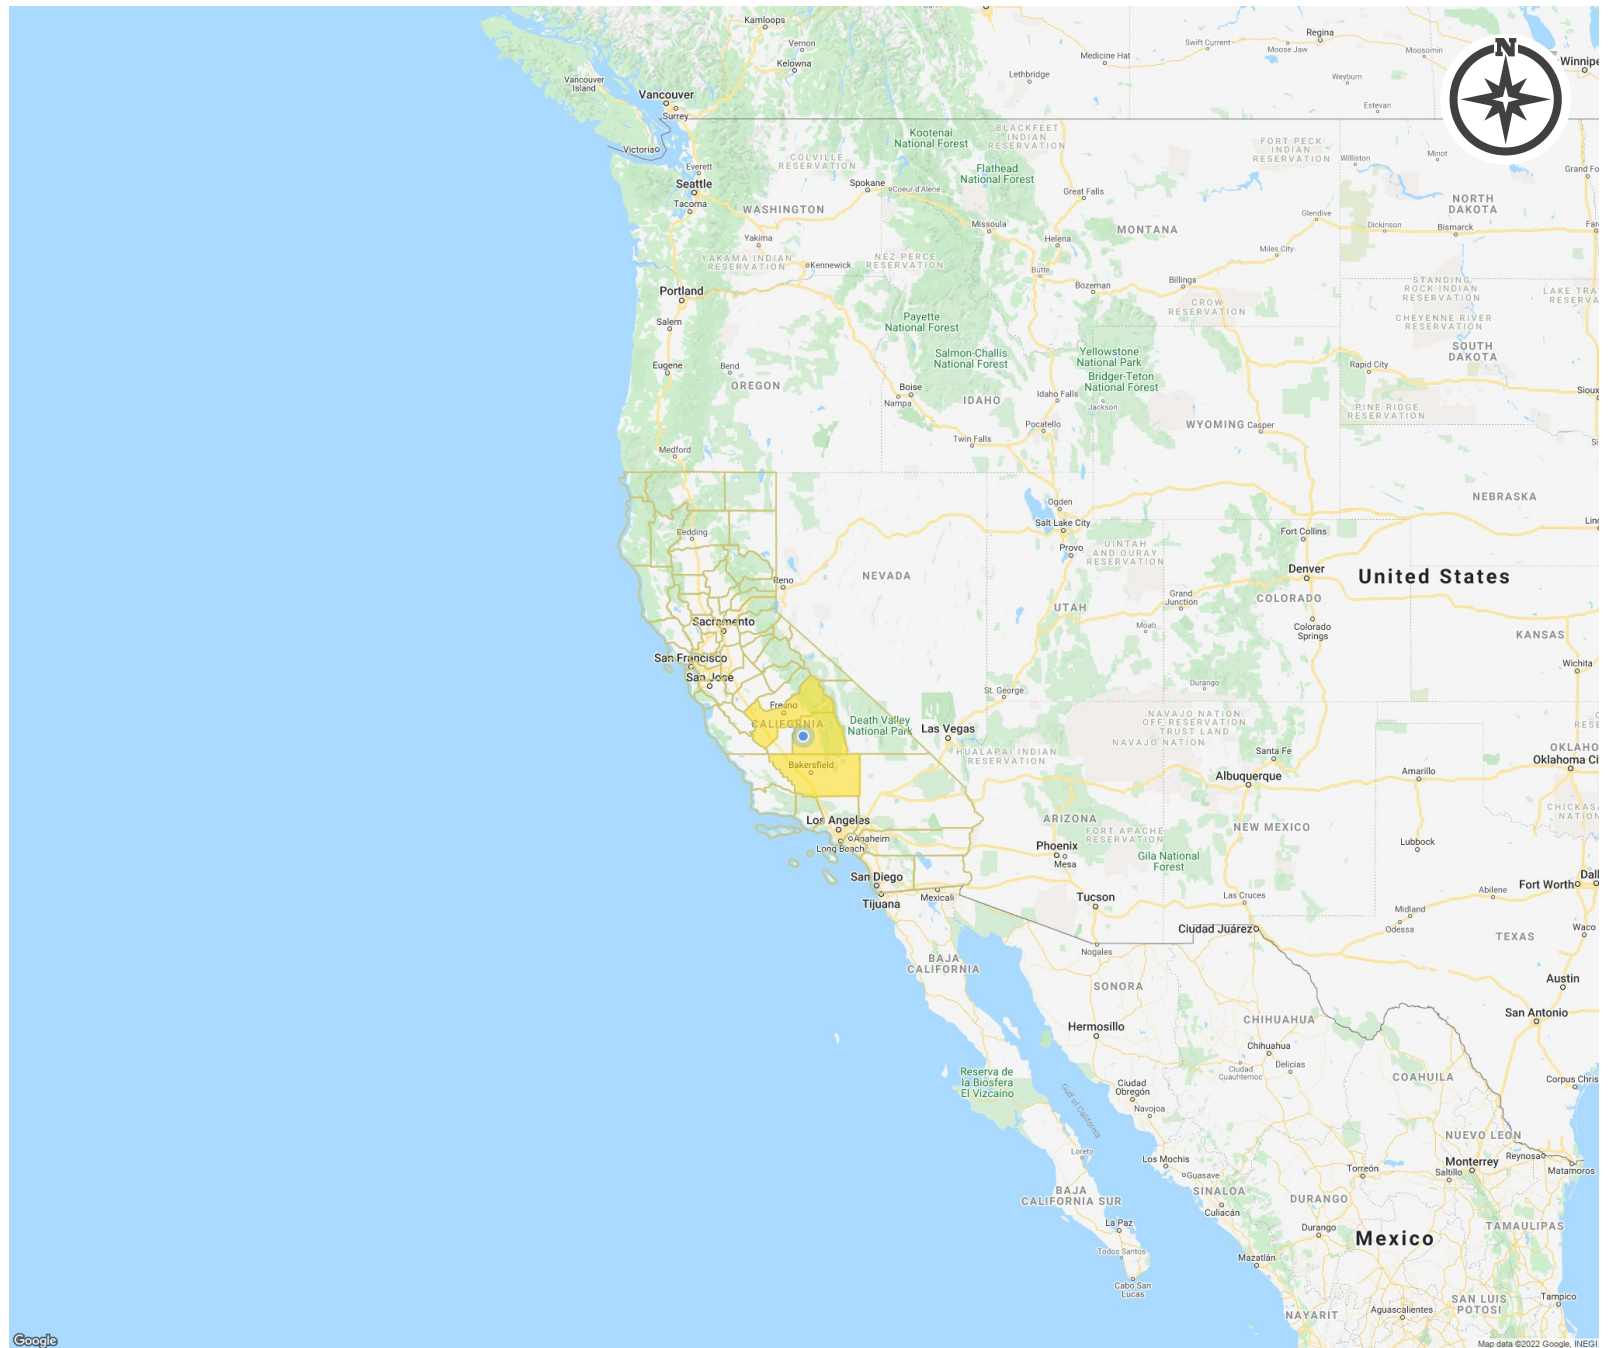 Kamloops
Vernon
Kelowna
Vancouver
Island
Vancouver
Surrey
Victoria
Medicine Hat
Lethbridge
Swift Current
Moose Jaw
Regina
Moosomin
Weyburn
Estevan
N
Everett
Seattle
Tacoma
COLVILLE
RESERVATION
Spokane
Coeur d'Alene
Kootenai
National Forest
BLACKFEET
INDIAN
RESERVATION
Flathead
National Forest
Great Falls
FORT PECK
INDIAN
RESERVATION
Williston
Minot
WASHINGTON
Yakima
YAKAMA INDIAN
RESERVATION
Kennewick
NEZ PERCE
RESERVATION
Missoula
Helena
Butte
MONTANA
Glendive
Miles City
Dickinson
NORTH
DAKOTA
Bismarck
Bozeman
Billings
CROW
RESERVATION
STANDING
ROCK INDIAN
RESERVATION
CHEYENNE RIVER
RESERVATION
SOUTH
DAKOTA
Portland
Salem
Eugene
Bend
OREGON
Medford
Payette
National Forest
Salmon-Challis
National Forest
Boise
Nampa
IDAHO
Yellowstone
National Park
Bridger-Teton
National Forest
Idaho Falls
Jackson
Pocatello
Twin Falls
WYOMING
Casper
Rapid City
PINE RIDGE
RESERVATION
NEBRASKA
Redding
Reno
NEVADA
Ogden
Salt Lake City
Provo
UINTAH
AND OURAY
RESERVATION
Fort Collins
Denver
COLORADO
Colorado
Springs
United States
Grand
Junction
UTAH
Moab
KANSAS
Wichita
Sacramento
San Francisco
San Jose
Fresno
CALIFORNIA
Bakersfield
Death Valley
National Park
Las Vegas
St. George
Durango
NAVAJO NATION
OFF-RESERVATION
TRUST LAND
NAVAJO NATION
HUALAPAI INDIAN
RESERVATION
Santa Fe
Albuquerque
Amarillo
Los Angeles
Anaheim
Long Beach
San Diego
Tijuana
Mexicali
ARIZONA
FORT APACHE
RESERVATION
Phoenix
Mesa
Gila National
Forest
NEW MEXICO
Lubbock
Tucson
Las Cruces
Fort Worth
Abilene
Midland
Odessa
Waco
Ciudad Juárez
Nogales
TEXAS
Austin
San Antonio
BAJA
CALIFORNIA
SONORA
Hermosillo
CHIHUAHUA
Chihuahua
Ciudad
Cuauhtemoc
Delicias
COAHUILA
Reserva de
la Biósfera
El Vizcaino
Gulf of California
Ciudad
Obregón
Navojoa
Loreto
Los Mochis
Guasave
SINALOA
Culiacán
NUEVO LEON
Monterrey
Saltillo
Reynosa
Matamoros
Torreón
DURANGO
Durango
BAJA
CALIFORNIA SUR
La Paz
Todos Santos
Cabo San
Lucas
Mazatlán
Mexico
TAMAULIPAS
NAYARIT
Aguascalientes
SAN LUIS
POTOSI
Tampico
Google
Map data ©2022 Google, INEGI